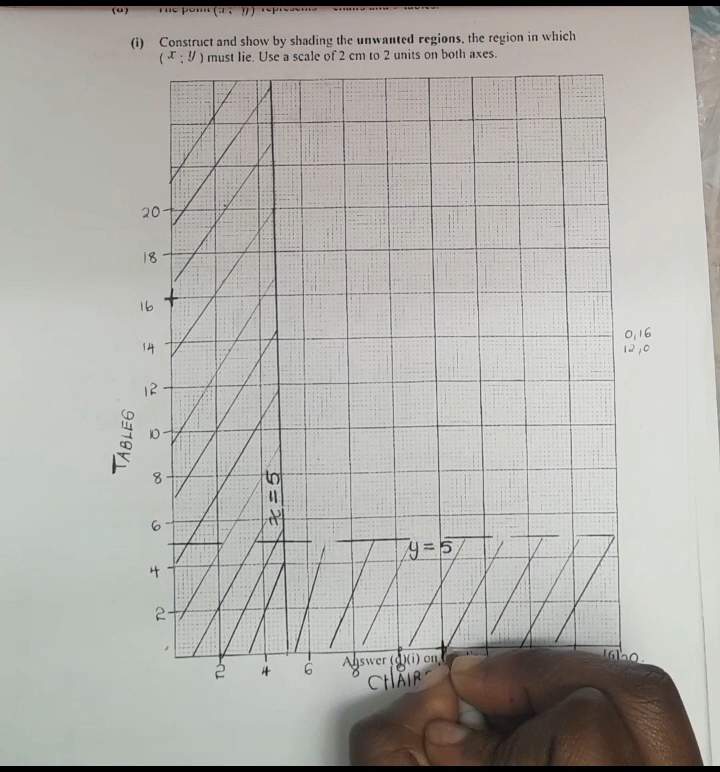 (i) Construct and show by shading the unwanted regions, the region in which
( x ; y ) must lie. Use a scale of 2 cm to 2 units on both axes.
20
18
16
0,16
14
12,0
12
TABLES
10
8
x = 5
6
y = 5
4
2
2 4 6 8
Answer (d)(i) on
CHAIR